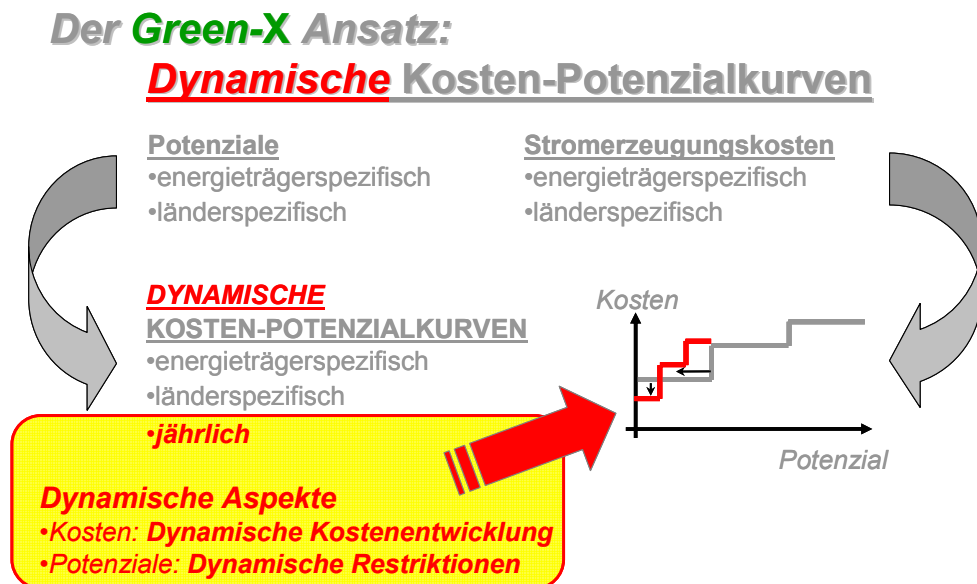 Der Green-X Ansatz:
Dynamische Kosten-Potenzialkurven
Potenziale
•energieträgerspezifisch
•länderspezifisch
Stromerzeugungskosten
•energieträgerspezifisch
•länderspezifisch
DYNAMISCHE
KOSTEN-POTENZIALKURVEN
•energieträgerspezifisch
•länderspezifisch
•jährlich
Kosten
Potenzial
Dynamische Aspekte
•Kosten: Dynamische Kostenentwicklung
•Potenziale: Dynamische Restriktionen